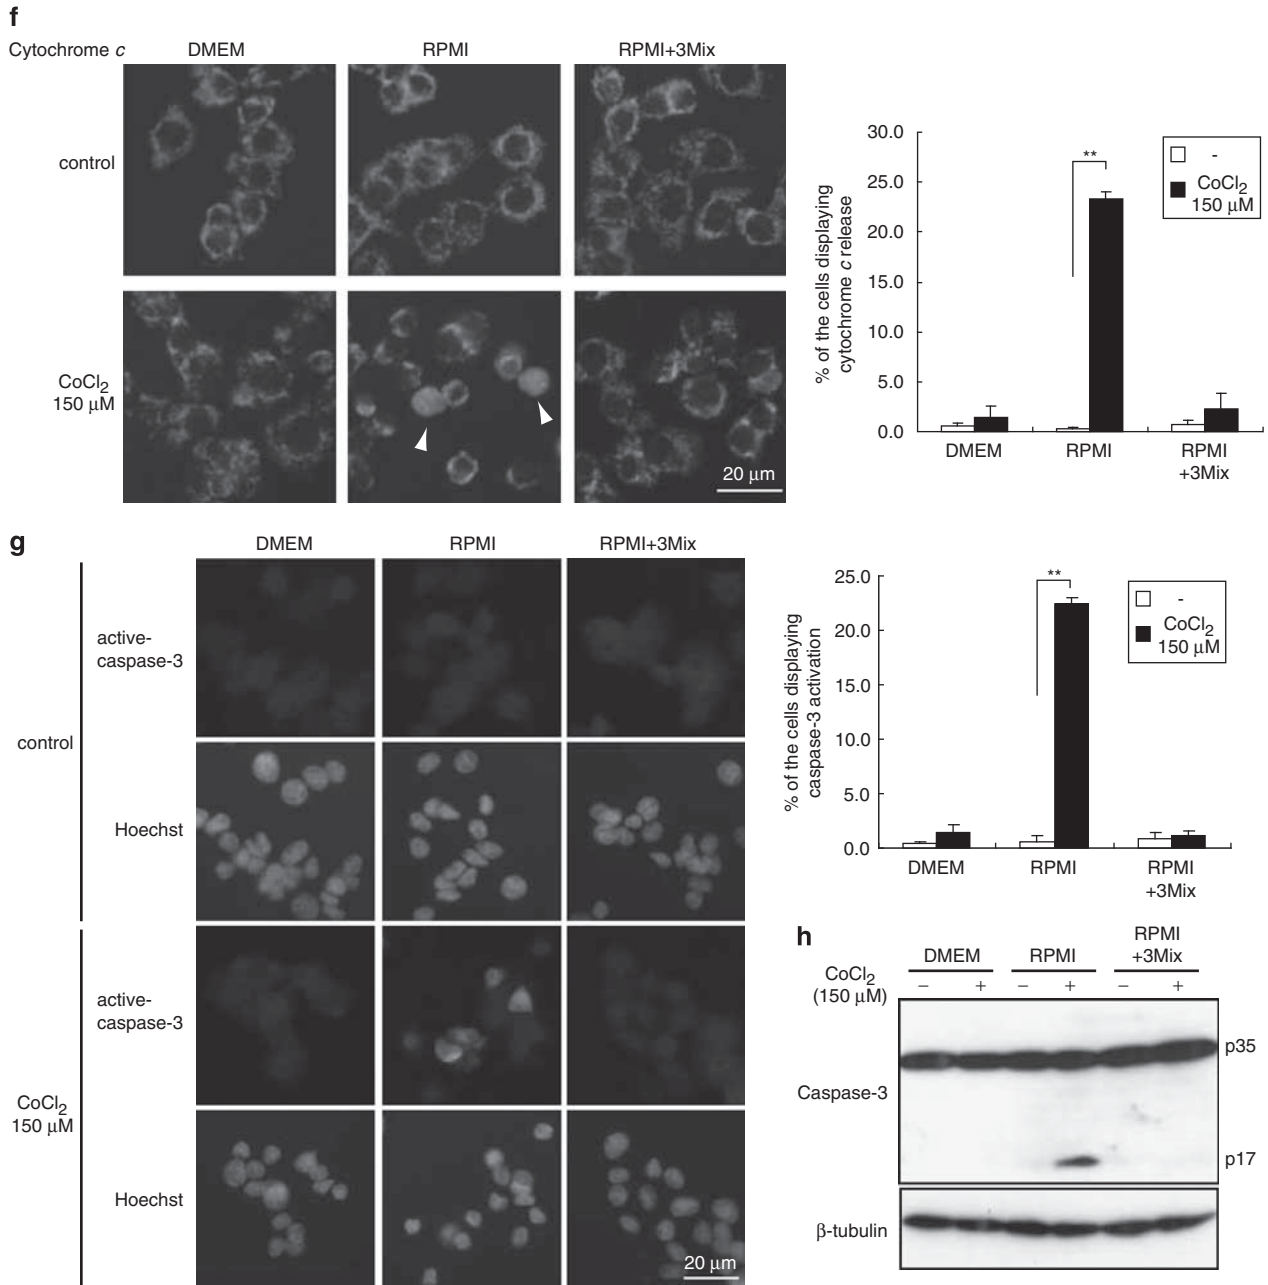 f
Cytochrome c DMEM RPMI RPMI+3Mix
control
CoCl2
150 µM
20 µm
% of the cells displaying
cytochrome c release
30.0
25.0
20.0
15.0
10.0
5.0
0.0
**
-
CoCl2
150 µM
DMEM RPMI RPMI
+3Mix
g
DMEM RPMI RPMI+3Mix
control
active-
caspase-3
Hoechst
CoCl2
150 µM
active-
caspase-3
Hoechst
20 µm
% of the cells displaying
caspase-3 activation
25.0
20.0
15.0
10.0
5.0
0.0
**
-
CoCl2
150 µM
DMEM RPMI RPMI
+3Mix
h
DMEM RPMI RPMI
+3Mix
CoCl2
(150 µM)
− + − + − +
Caspase-3
p35
p17
β-tubulin